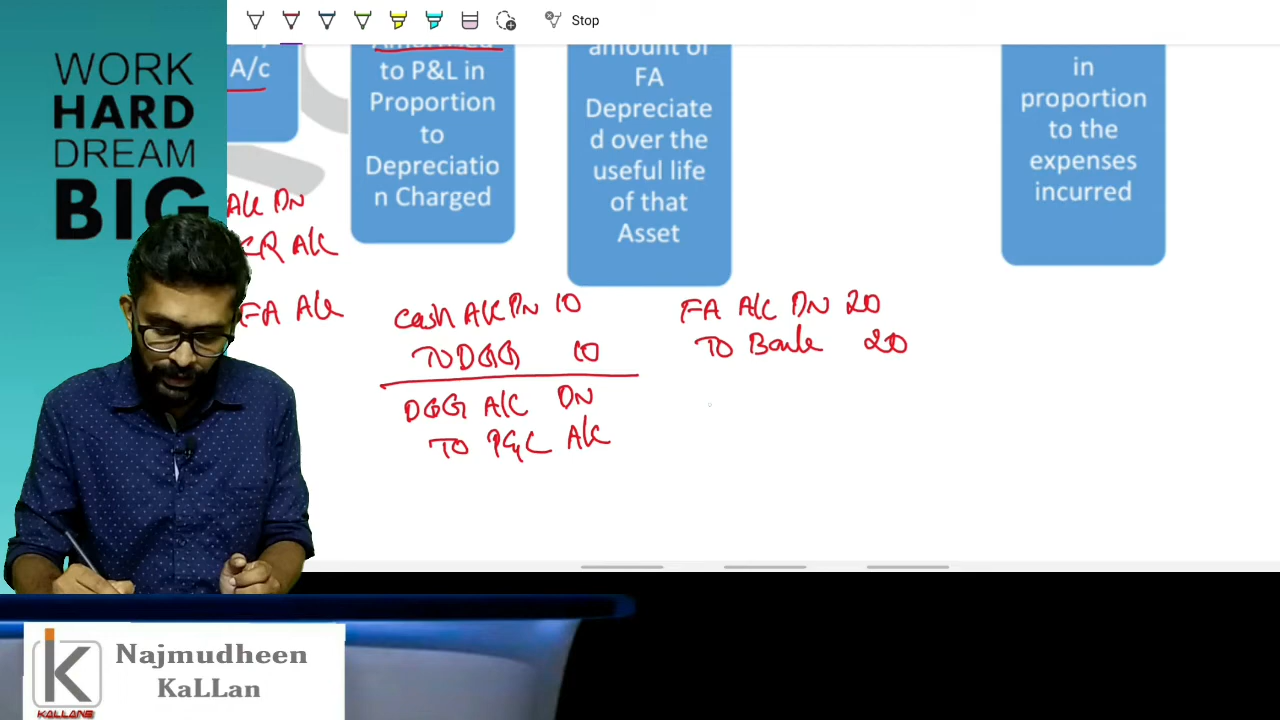 Stop
WORK
HARD
DREAM
BIG
A/c
Amortised
to P&L in
Proportion
to
Depreciatio
n Charged
amount of
FA
Depreciate
d over the
useful life
of that
Asset
in
proportion
to the
expenses
incurred
A/c Dr
A/c
FA A/c
Cash A/c Dr 10
TO DGG 10
DGG A/c Dr
TO P&L A/c
FA A/c Dr 20
TO Bank 20
Najmudheen
KaLLan
K
KALLANS